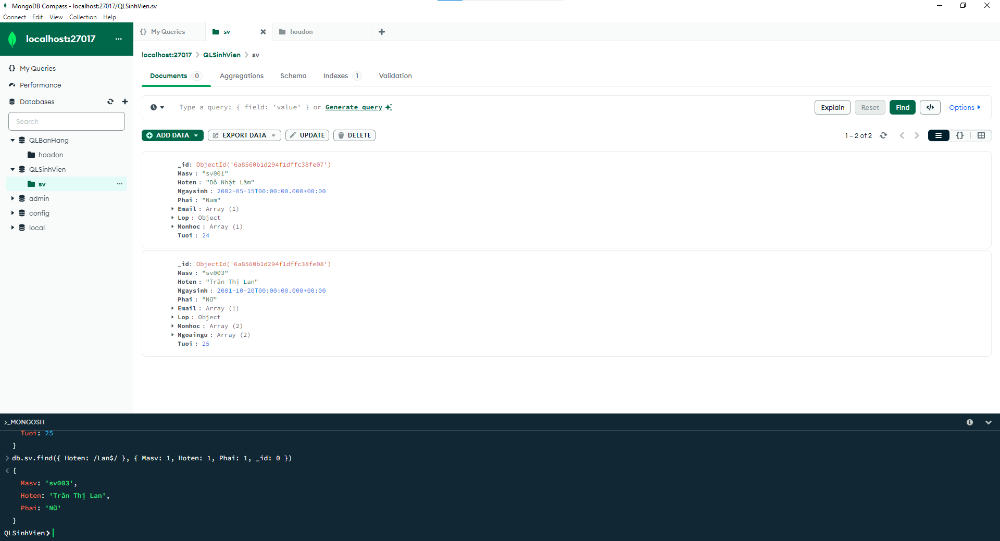 MongoDB Compass - localhost:27017/QLSinhVien.sv
Connect Edit View Collection Help
localhost:27017 ...
{} My Queries
sv
hoadon
localhost:27017 > QLSinhVien > sv
My Queries
Performance
Databases
Search
QLBanHang
hoadon
QLSinhVien
sv ...
admin
config
local
Documents 0 Aggregations Schema Indexes 1 Validation
Type a query: { field: 'value' } or Generate query
Explain Reset Find </> Options
ADD DATA EXPORT DATA UPDATE DELETE
1 – 2 of 2 {}
_id: ObjectId('6a8560b1d294f1dffc38fe07')
Masv : "sv001"
Hoten : "Đỗ Nhật Lâm"
Ngaysinh : 2002-05-15T00:00:00.000+00:00
Phai : "Nam"
Email : Array (1)
Lop : Object
Monhoc : Array (1)
Tuoi : 24
_id: ObjectId('6a8560b1d294f1dffc38fe08')
Masv : "sv003"
Hoten : "Trần Thị Lan"
Ngaysinh : 2001-10-20T00:00:00.000+00:00
Phai : "Nữ"
Email : Array (1)
Lop : Object
Monhoc : Array (2)
Ngoaingu : Array (2)
Tuoi : 25
>_MONGOSH
Tuoi: 25
}
> db.sv.find({ Hoten: /Lan$/ }, { Masv: 1, Hoten: 1, Phai: 1, _id: 0 })
< {
Masv: 'sv003',
Hoten: 'Trần Thị Lan',
Phai: 'Nữ'
}
QLSinhVien>